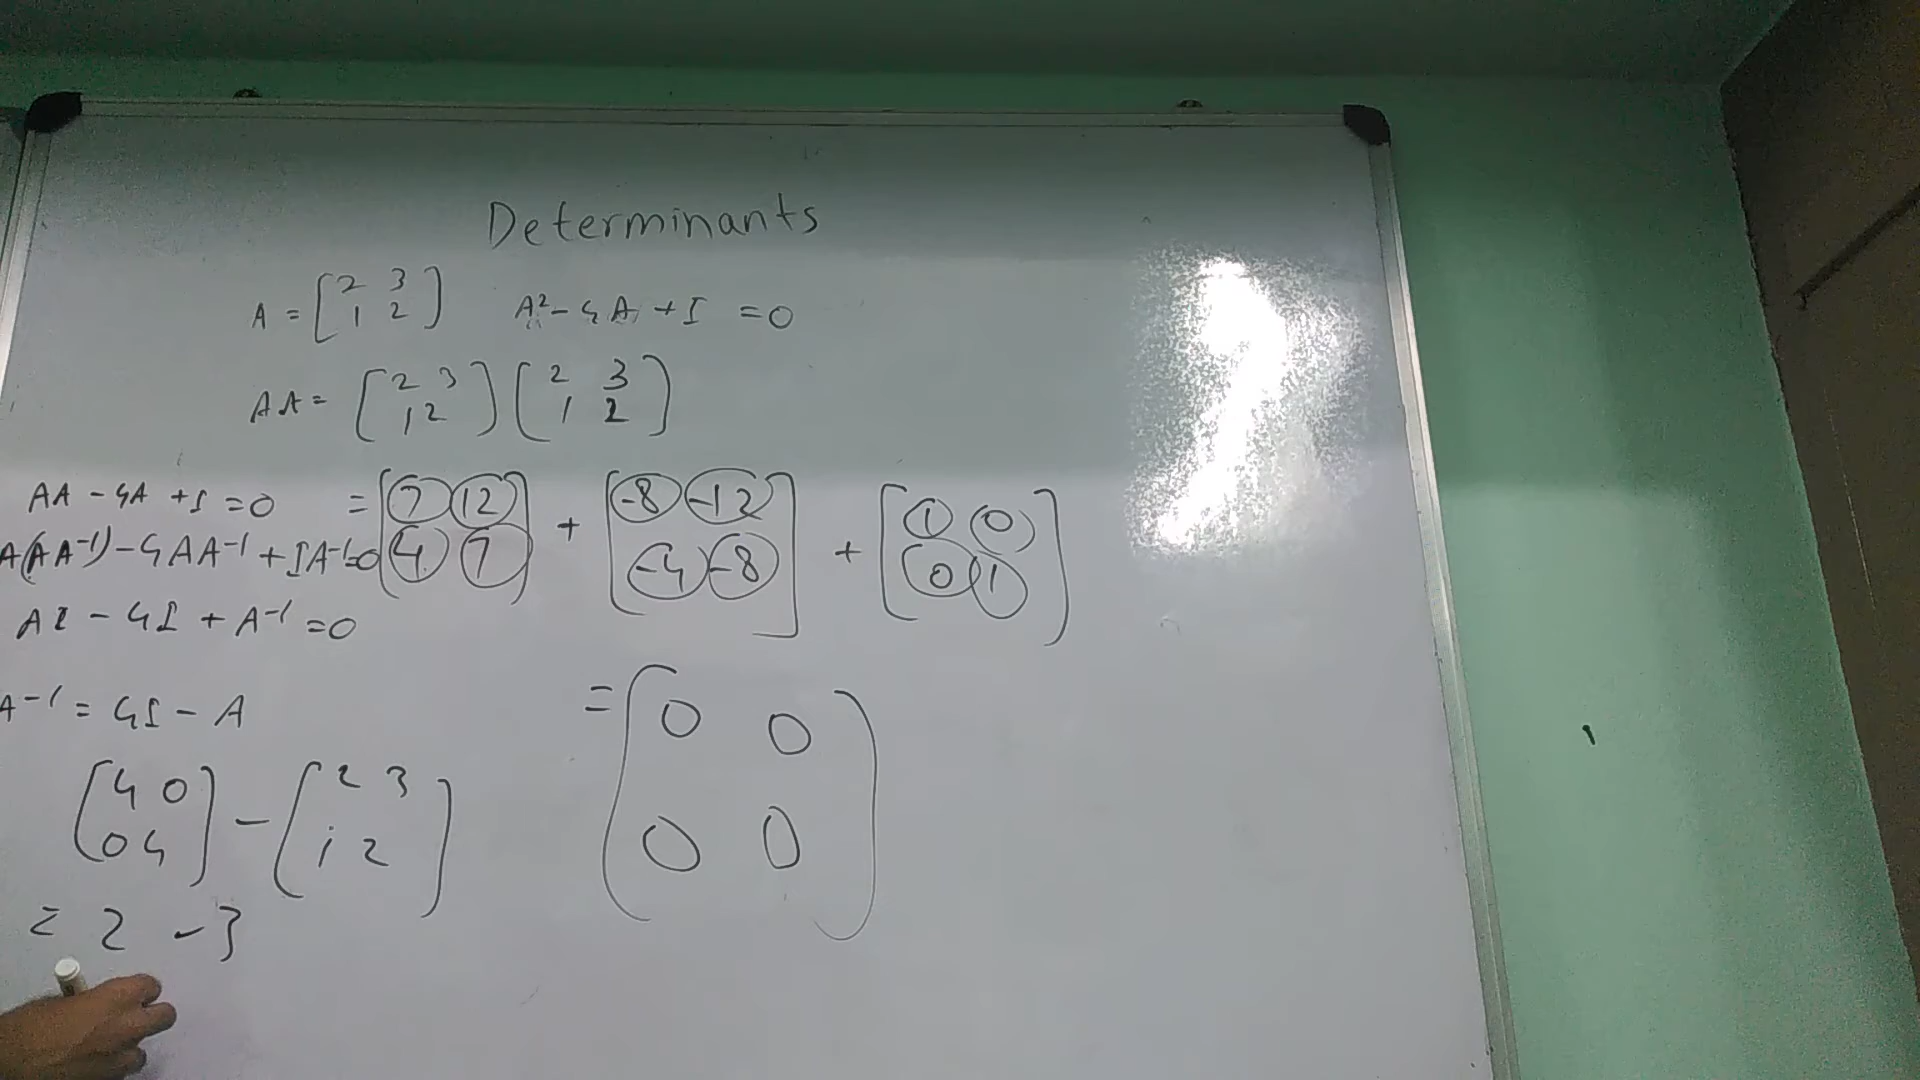 Determinants
A = [2 3 1 2] A² - 4A + I = 0
AA = [2 3 1 2] [2 3 1 2]
AA - 4A + I = 0
= [7 12 4 7] + [-8 -12 -4 -8] + [1 0 0 1]
A(AA⁻¹) - 4AA⁻¹ + IA⁻¹ = 0
AI - 4I + A⁻¹ = 0
A⁻¹ = 4I - A
= [0 0 0 0]
[4 0 0 4] - [2 3 1 2]
= 2 -3